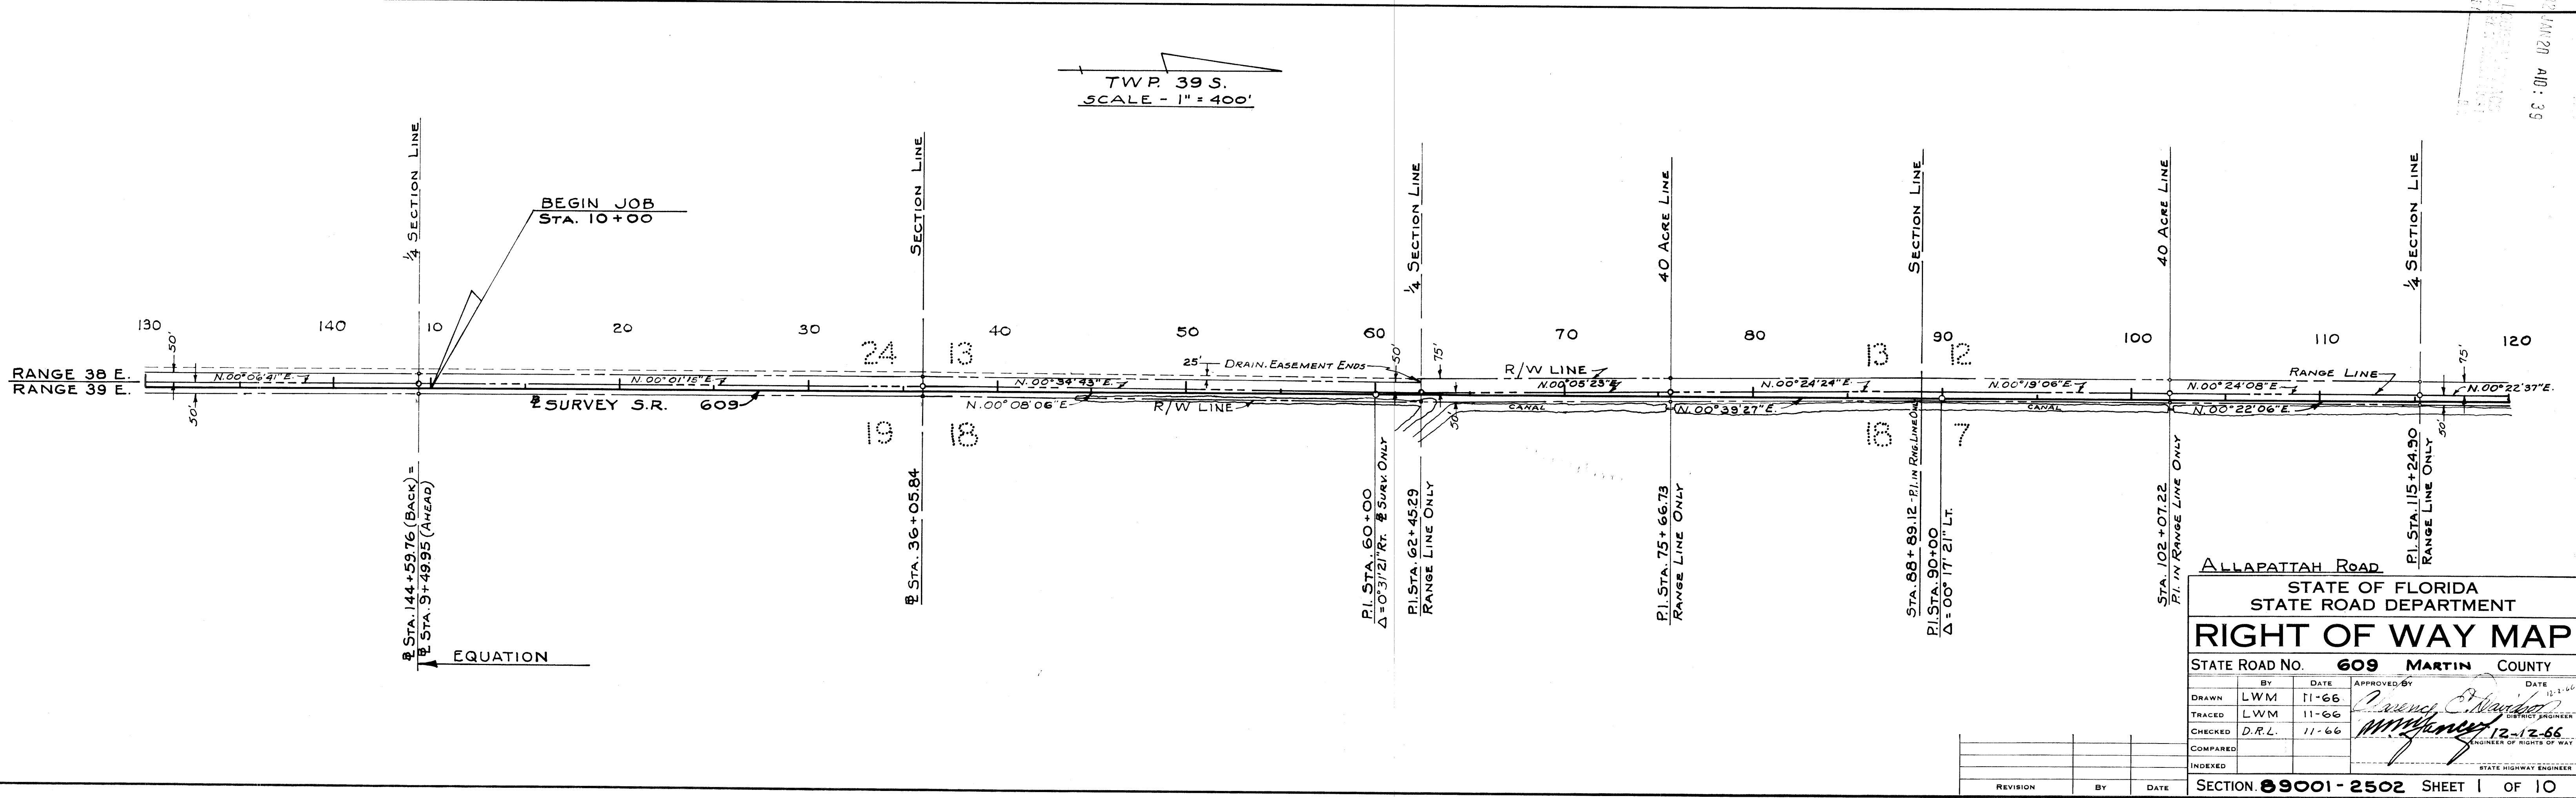 JAN 20 A10:39
TWP. 39 S.
SCALE - 1" = 400'
1/4 SECTION LINE
SECTION LINE
1/4 SECTION LINE
40 ACRE LINE
SECTION LINE
40 ACRE LINE
1/4 SECTION LINE
BEGIN JOB
STA. 10+00
130 140 10 20 30 40 50 60 70 80 90 100 110 120
24 13 13 12
50' 25' DRAIN. EASEMENT ENDS 50' 75' R/W LINE 75'
RANGE 38 E.
RANGE 39 E.
N.00°06'41"E. N.00°01'15"E. N.00°34'43"E. N.00°05'23"E N.00°24'24"E. N.00°19'06"E N.00°24'08"E. RANGE LINE N.00°22'37"E.
50' ℄ SURVEY S.R. 609 N.00°08'06"E. R/W LINE 50' CANAL N.00°39'27"E. CANAL N.00°22'06"E. 50'
19 18 18 7
℄ STA. 144+59.76 (BACK) =
℄ STA. 9+49.95 (AHEAD)
EQUATION
℄ STA. 36+05.84
P.I. STA. 60+00
Δ=0°31'21" RT. ℄ SURV. ONLY
P.I. STA. 62+45.29
RANGE LINE ONLY
P.I. STA. 75+66.73
RANGE LINE ONLY
STA. 88+89.12 - P.I. IN RNG. LINE ONLY
P.I. STA. 90+00
Δ=00°17'21" LT.
STA. 102+07.22
P.I. IN RANGE LINE ONLY
P.I. STA. 115+24.90
RANGE LINE ONLY
ALLAPATTAH ROAD
STATE OF FLORIDA
STATE ROAD DEPARTMENT
RIGHT OF WAY MAP
STATE ROAD NO. 609 MARTIN COUNTY
BY DATE APPROVED BY DATE
DRAWN LWM 11-66 Clarence E. Davidson 12-2-66
DISTRICT ENGINEER
TRACED LWM 11-66
CHECKED D.R.L. 11-66 12-12-66
ENGINEER OF RIGHTS OF WAY
COMPARED
INDEXED
STATE HIGHWAY ENGINEER
REVISION BY DATE
SECTION. 89001-2502 SHEET 1 OF 10